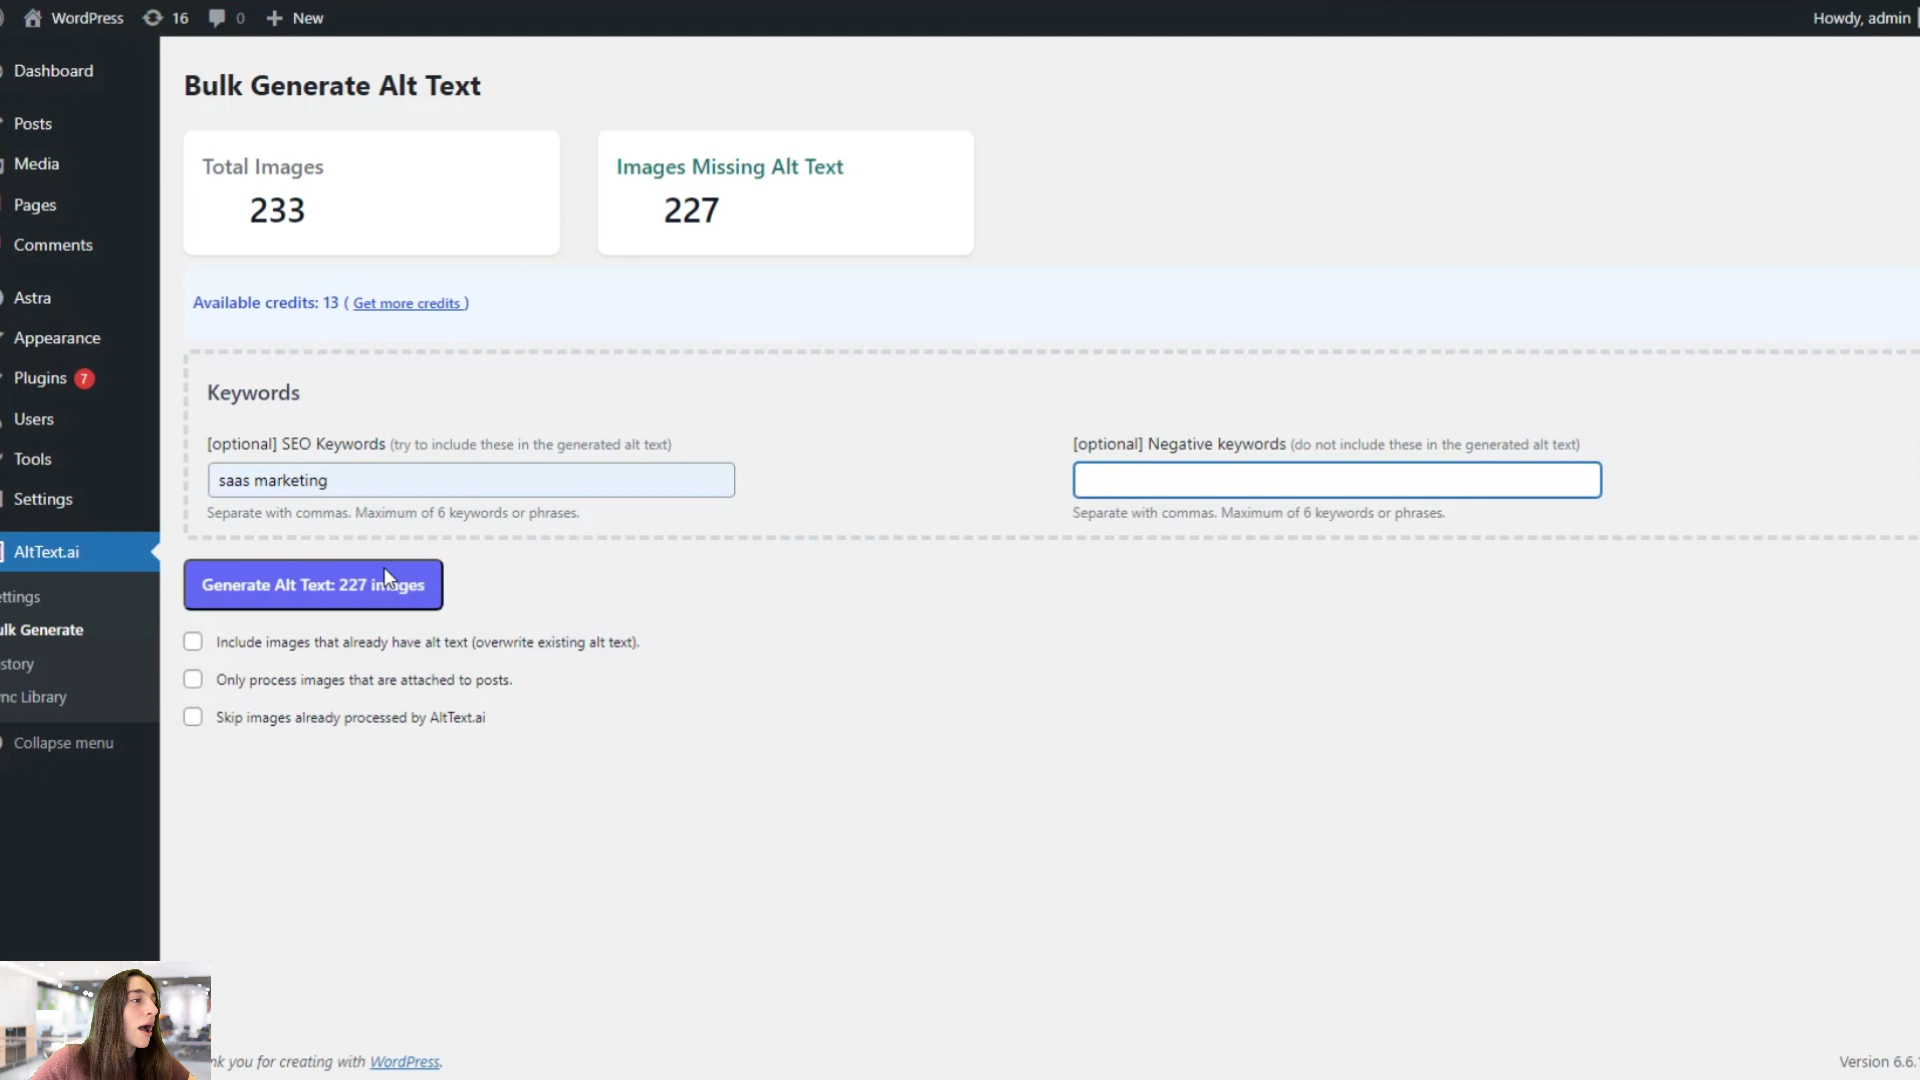 WordPress 16 0 New Howdy, admin
Dashboard
Posts
Media
Pages
Comments
Astra
Appearance
Plugins 7
Users
Tools
Settings
AltText.ai
ettings
ulk Generate
story
nc Library
Collapse menu
Bulk Generate Alt Text
Total Images
233
Images Missing Alt Text
227
Available credits: 13 ( Get more credits )
Keywords
[optional] SEO Keywords (try to include these in the generated alt text)
saas marketing
Separate with commas. Maximum of 6 keywords or phrases.
[optional] Negative keywords (do not include these in the generated alt text)
Separate with commas. Maximum of 6 keywords or phrases.
Generate Alt Text: 227 images
Include images that already have alt text (overwrite existing alt text).
Only process images that are attached to posts.
Skip images already processed by AltText.ai
nk you for creating with WordPress.
Version 6.6.